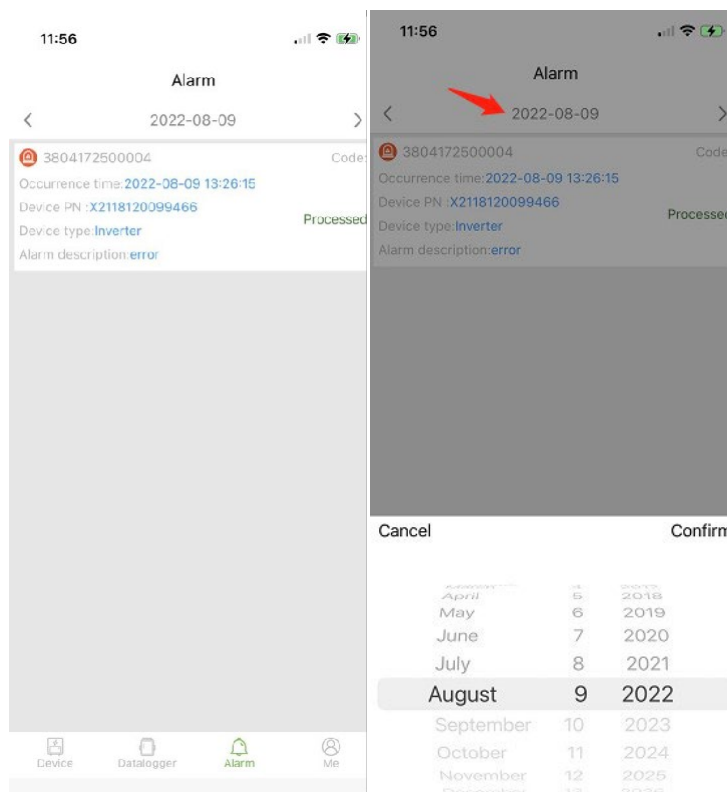 11:56
Alarm
2022-08-09
3804172500004 Code:
Occurrence time:2022-08-09 13:26:15
Device PN :X2118120099466
Processed
Device type:Inverter
Alarm description:error
Device Datalogger Alarm Me
11:56
Alarm
2022-08-09
3804172500004 Code
Occurrence time:2022-08-09 13:26:15
Device PN :X2118120099466
Processed
Device type:Inverter
Alarm description:error
Cancel Confirm
April 5 2018
May 6 2019
June 7 2020
July 8 2021
August 9 2022
September 10 2023
October 11 2024
November 12 2025